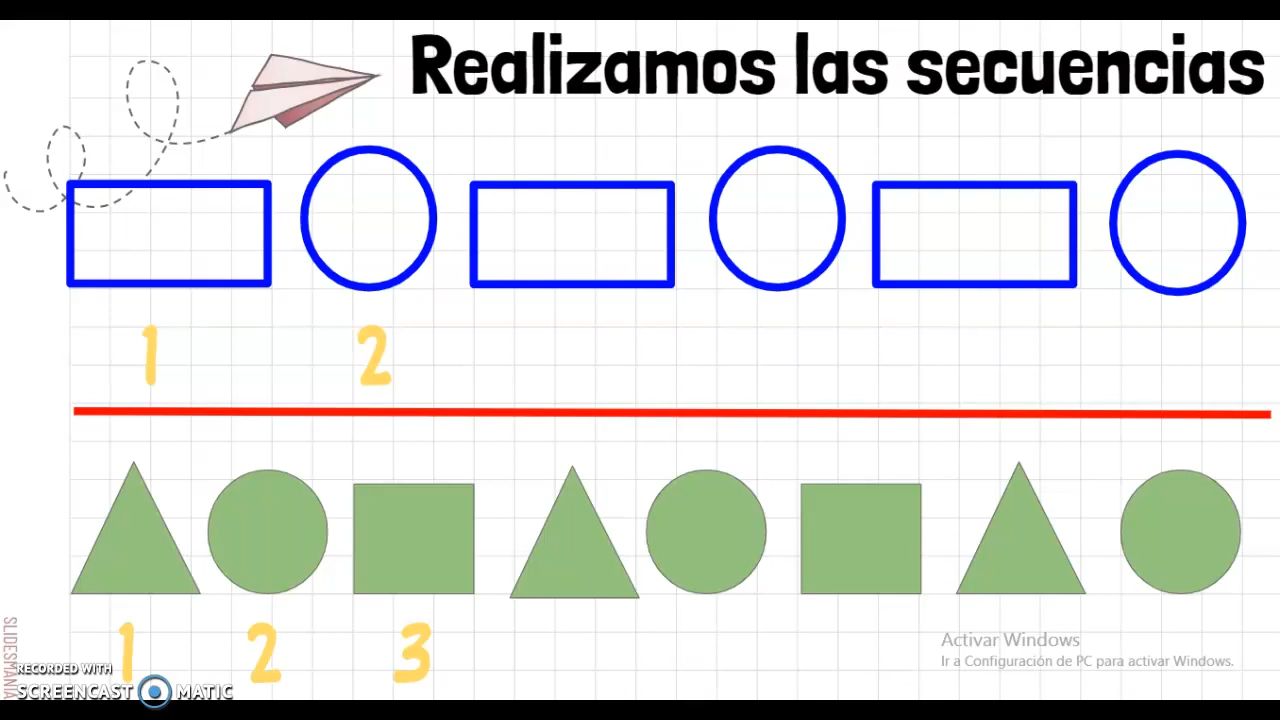 Realizamos las secuencias
1 2
1 2 3
Activar Windows
Ir a Configuración de PC para activar Windows.
SLIDESMANIA
RECORDED WITH
SCREENCAST MATIC